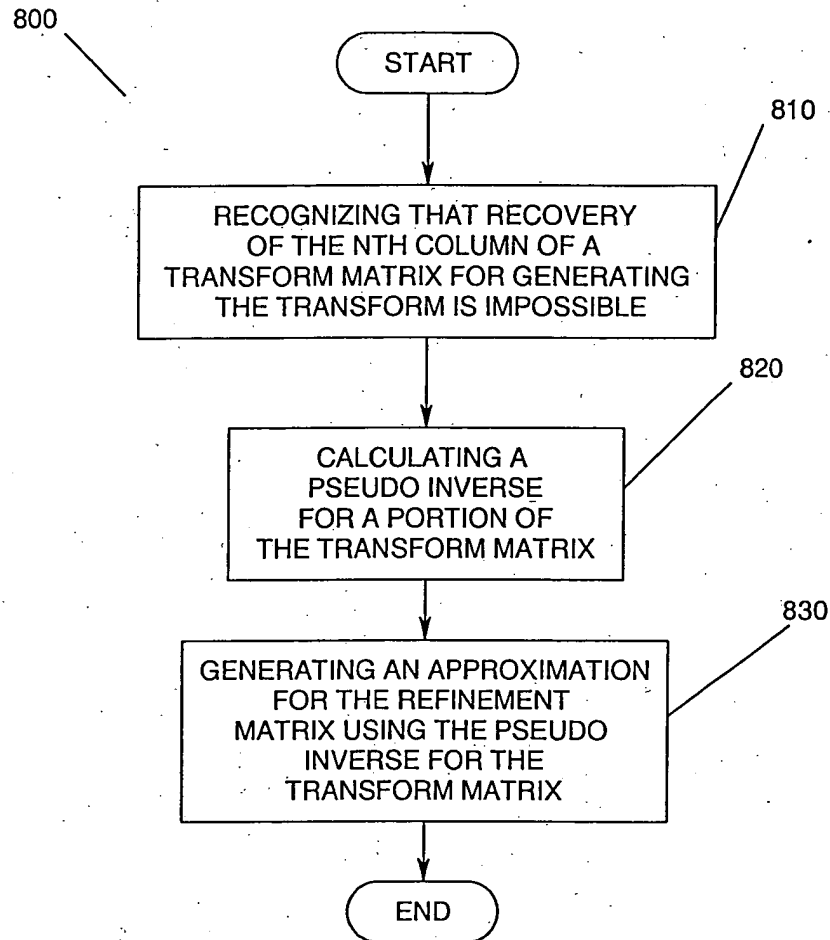 800
START
810
RECOGNIZING THAT RECOVERY
OF THE NTH COLUMN OF A
TRANSFORM MATRIX FOR GENERATING
THE TRANSFORM IS IMPOSSIBLE
820
CALCULATING A
PSEUDO INVERSE
FOR A PORTION OF
THE TRANSFORM MATRIX
830
GENERATING AN APPROXIMATION
FOR THE REFINEMENT
MATRIX USING THE PSEUDO
INVERSE FOR THE
TRANSFORM MATRIX
END